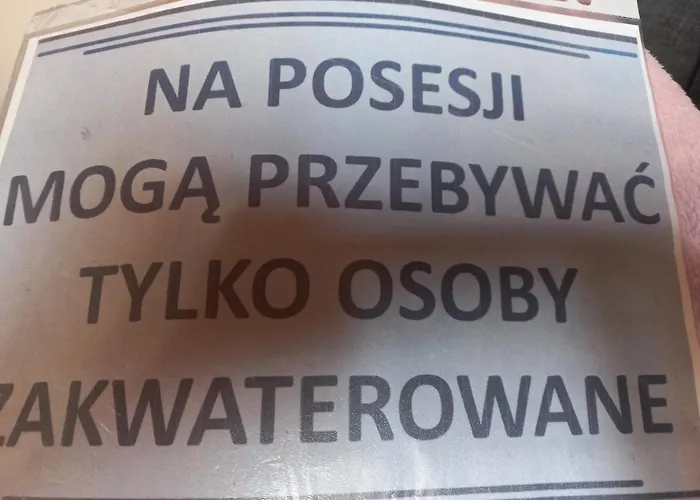 NA POSESJI
MOGĄ PRZEBYWAĆ
TYLKO OSOBY
ZAKWATEROWANE